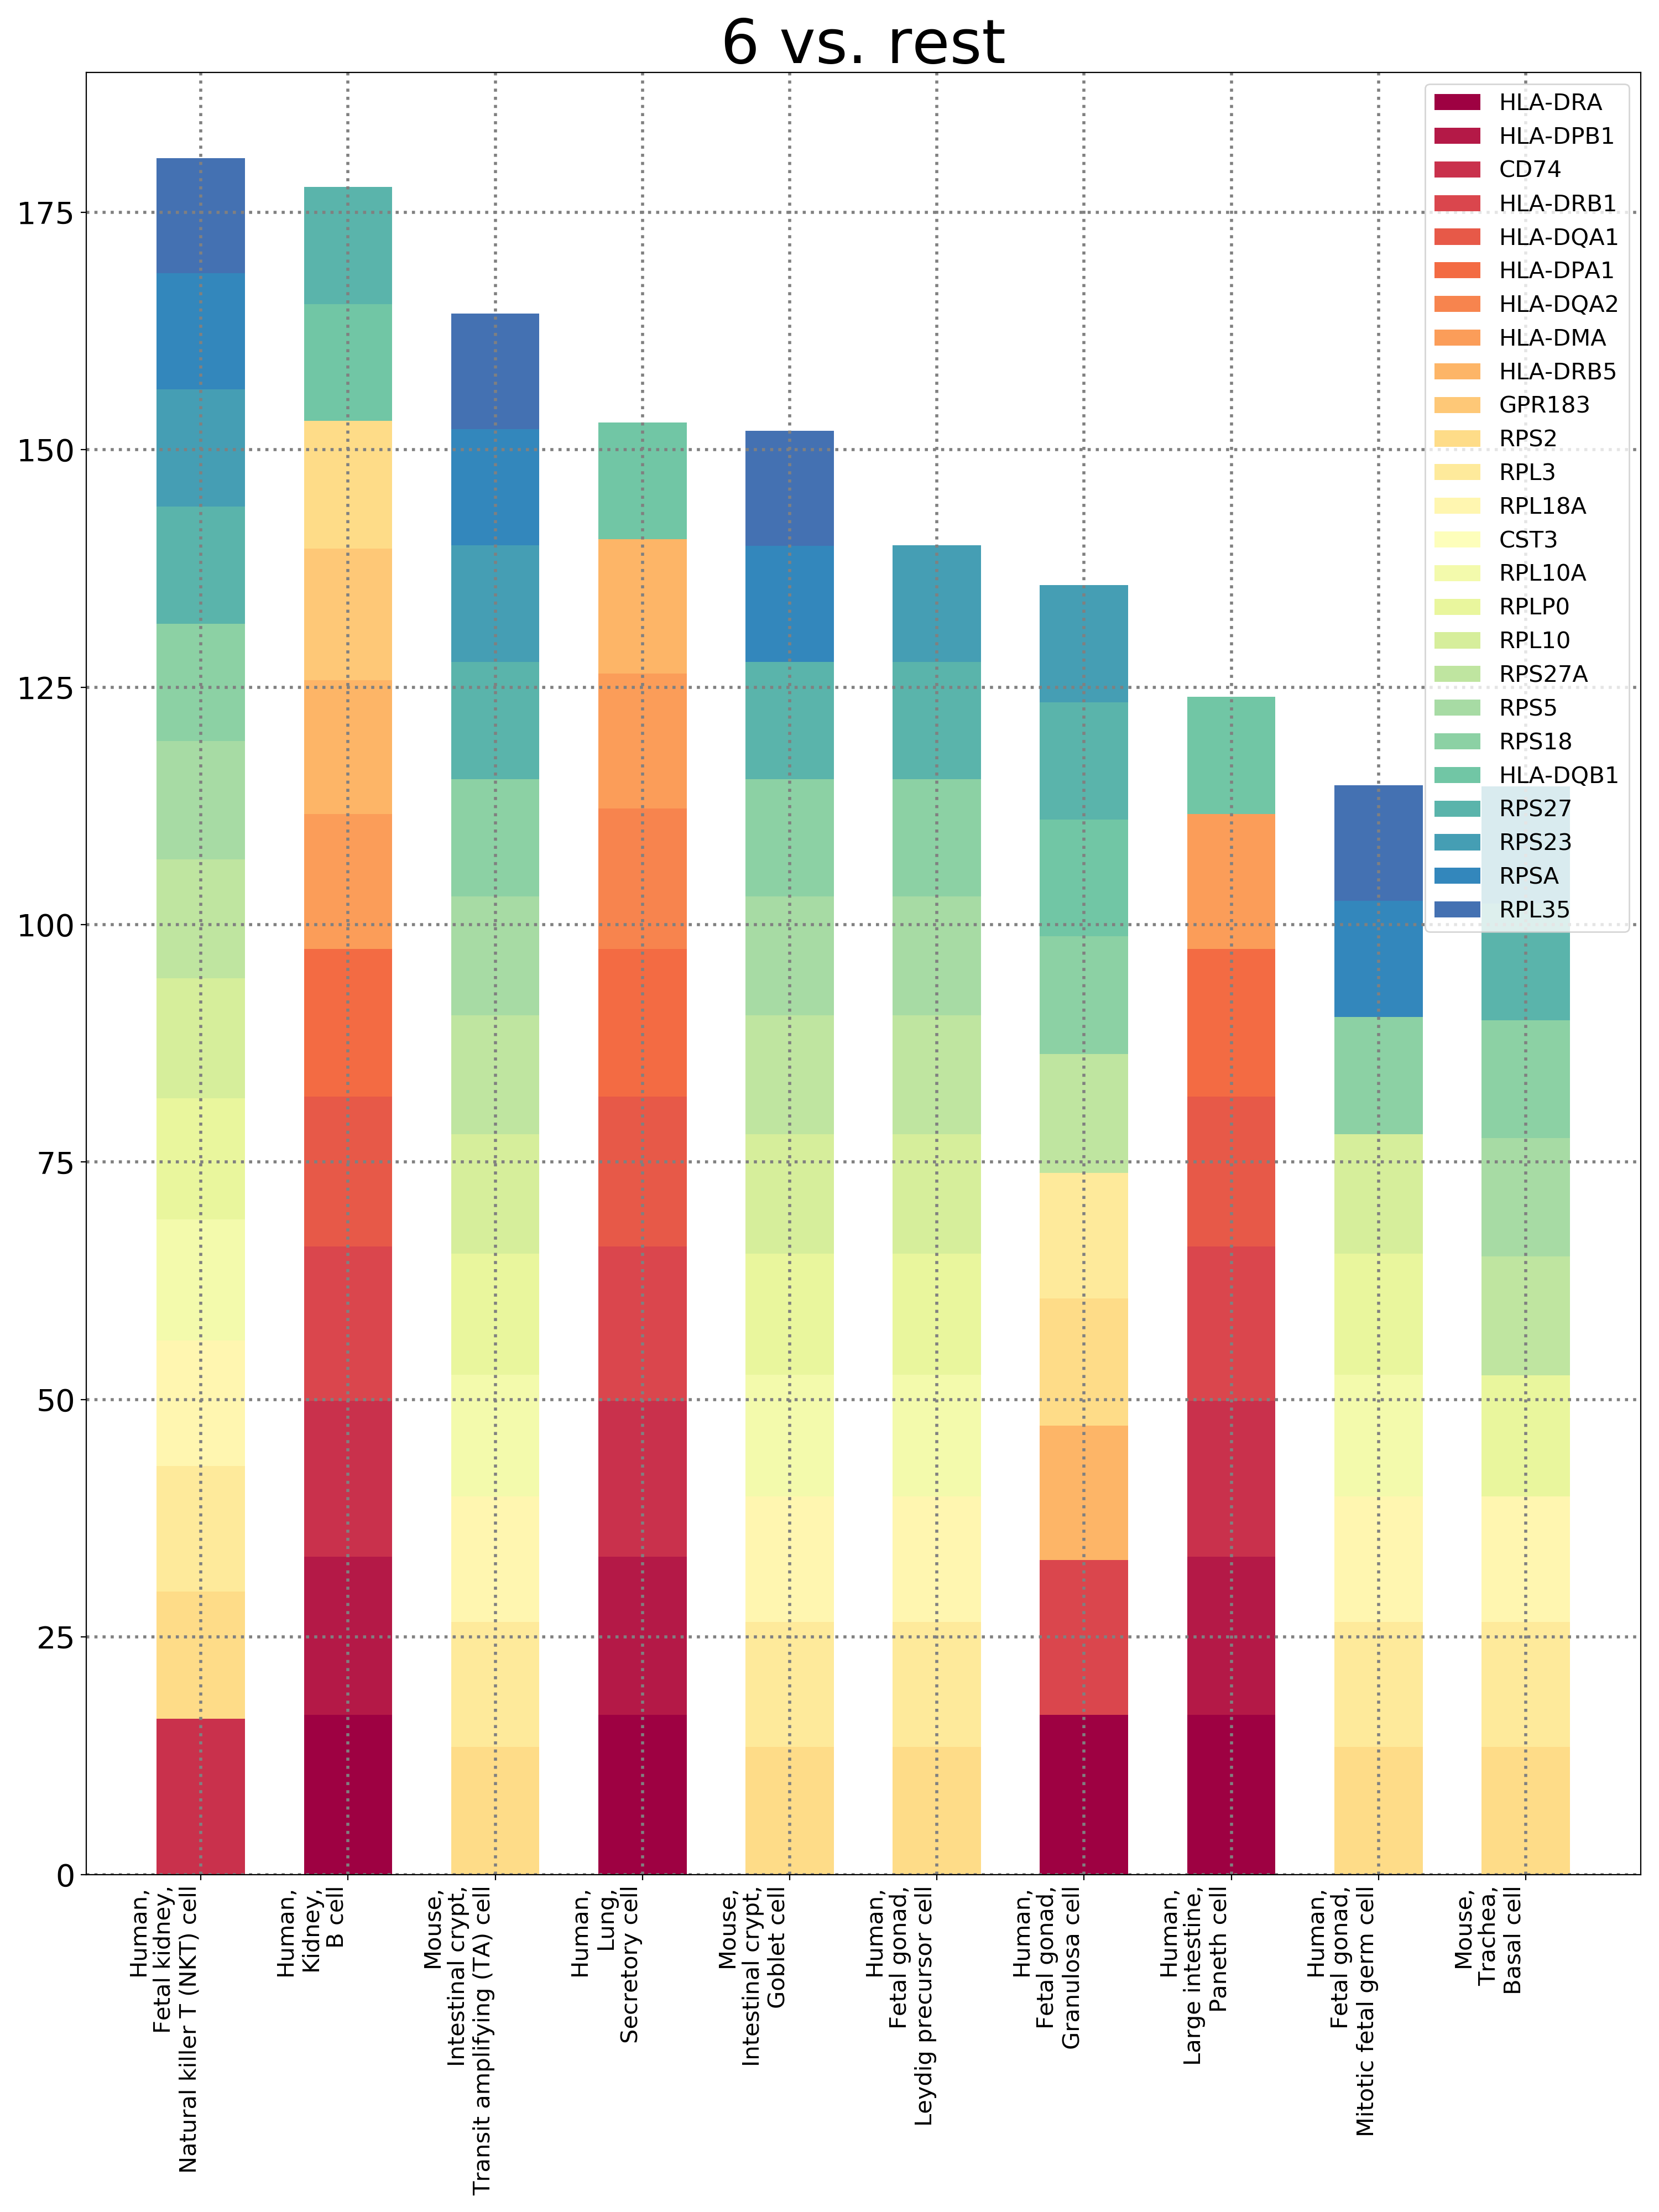 6 vs. rest
175
150
125
100
75
50
25
0
HLA-DRA
HLA-DPB1
CD74
HLA-DRB1
HLA-DQA1
HLA-DPA1
HLA-DQA2
HLA-DMA
HLA-DRB5
GPR183
RPS2
RPL3
RPL18A
CST3
RPL10A
RPLP0
RPL10
RPS27A
RPS5
RPS18
HLA-DQB1
RPS27
RPS23
RPSA
RPL35
Human,
Fetal kidney,
Natural killer T (NKT) cell
Human,
Kidney,
B cell
Mouse,
Intestinal crypt,
Transit amplifying (TA) cell
Human,
Lung,
Secretory cell
Mouse,
Intestinal crypt,
Goblet cell
Human,
Fetal gonad,
Leydig precursor cell
Human,
Fetal gonad,
Granulosa cell
Human,
Large intestine,
Paneth cell
Human,
Fetal gonad,
Mitotic fetal germ cell
Mouse,
Trachea,
Basal cell